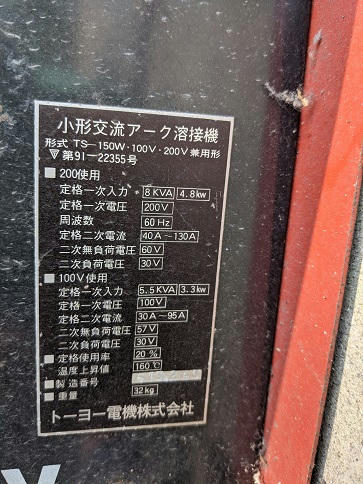 小形交流アーク溶接機
形式 TS-150W・100V・200V兼用形
▽第91-22355号
■ 200使用
定格一次入力 8 KVA 4.8kw
定格一次電圧 200V
周波数 60 Hz
定格二次電流 40A～130A
二次無負荷電圧 60V
二次負荷電圧 30V
■ 100V使用
定格一次入力 5.5KVA 3.3kw
定格一次電圧 100V
定格二次電流 30A～95A
二次無負荷電圧 57V
二次負荷電圧 30V
■ 定格使用率 20%
温度上昇値 160℃
■ 製造番号
■ 重量 32kg
トーヨー電機株式会社